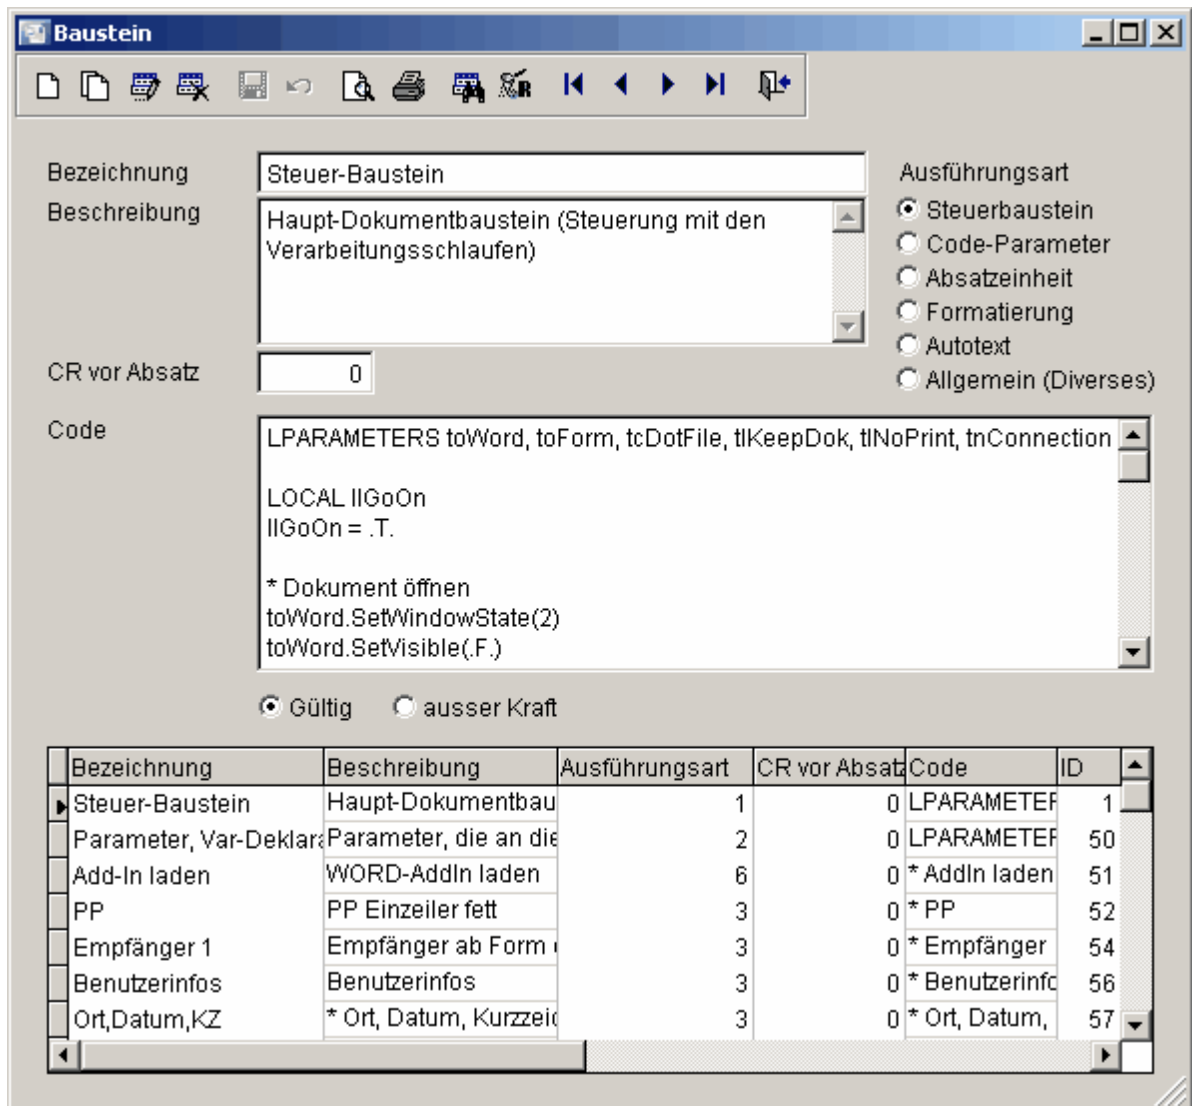 Baustein
Bezeichnung
Steuer-Baustein
Ausführungsart
Beschreibung
Haupt-Dokumentbaustein (Steuerung mit den
Verarbeitungsschlaufen)
Steuerbaustein
Code-Parameter
Absatzeinheit
Formatierung
Autotext
Allgemein (Diverses)
CR vor Absatz
0
Code
LPARAMETERS toWord, toForm, tcDotFile, tlKeepDok, tlNoPrint, tnConnection
LOCAL llGoOn
llGoOn = .T.
* Dokument öffnen
toWord.SetWindowState(2)
toWord.SetVisible(.F.)
Gültig ausser Kraft
Bezeichnung Beschreibung Ausführungsart CR vor Absatz Code ID
Steuer-Baustein Haupt-Dokumentbau 1 0 LPARAMETER 1
Parameter, Var-Deklara Parameter, die an die 2 0 LPARAMETER 50
Add-In laden WORD-AddIn laden 6 0 * AddIn laden 51
PP PP Einzeiler fett 3 0 * PP 52
Empfänger 1 Empfänger ab Form 3 0 * Empfänger 54
Benutzerinfos Benutzerinfos 3 0 * Benutzerinfo 56
Ort,Datum,KZ * Ort, Datum, Kurzzeic 3 0 * Ort, Datum, 57